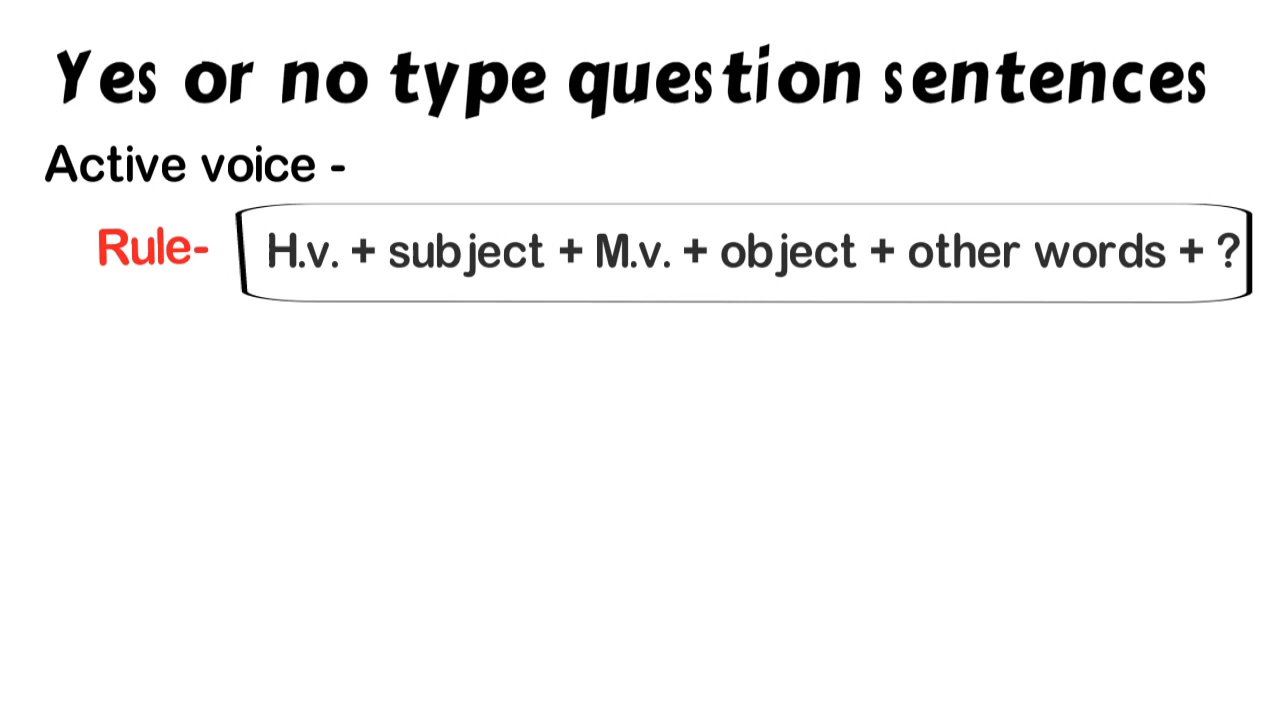 Yes or no type question sentences
Active voice -
Rule- H.v. + subject + M.v. + object + other words + ?